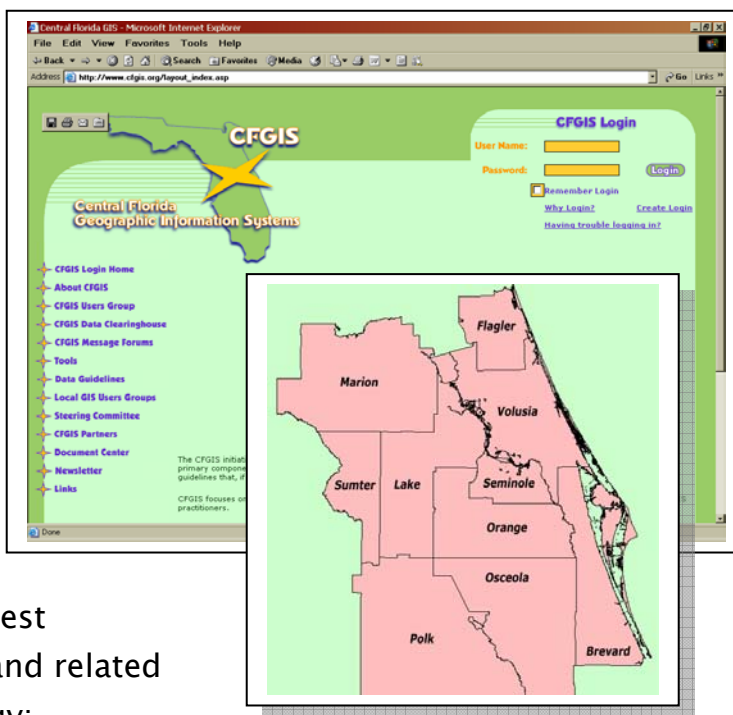 Central Florida GIS - Microsoft Internet Explorer
File Edit View Favorites Tools Help
Back Search Favorites Media
Address http://www.cfgis.org/layout_index.asp Go Links »
CFGIS
Central Florida
Geographic Information Systems
CFGIS Login
User Name:
Password: Login
Remember Login
Why Login? Create Login
Having trouble logging in?
CFGIS Login Home
About CFGIS
CFGIS Users Group
CFGIS Data Clearinghouse
CFGIS Message Forums
Tools
Data Guidelines
Local GIS Users Groups
Steering Committee
CFGIS Partners
Document Center
Newsletter
Links
The CFGIS initiati
primary compone
guidelines that, if
CFGIS focuses on
practitioners.
Done
Flagler
Marion
Volusia
Sumter
Lake
Seminole
Orange
Osceola
Polk
Brevard
est
and related